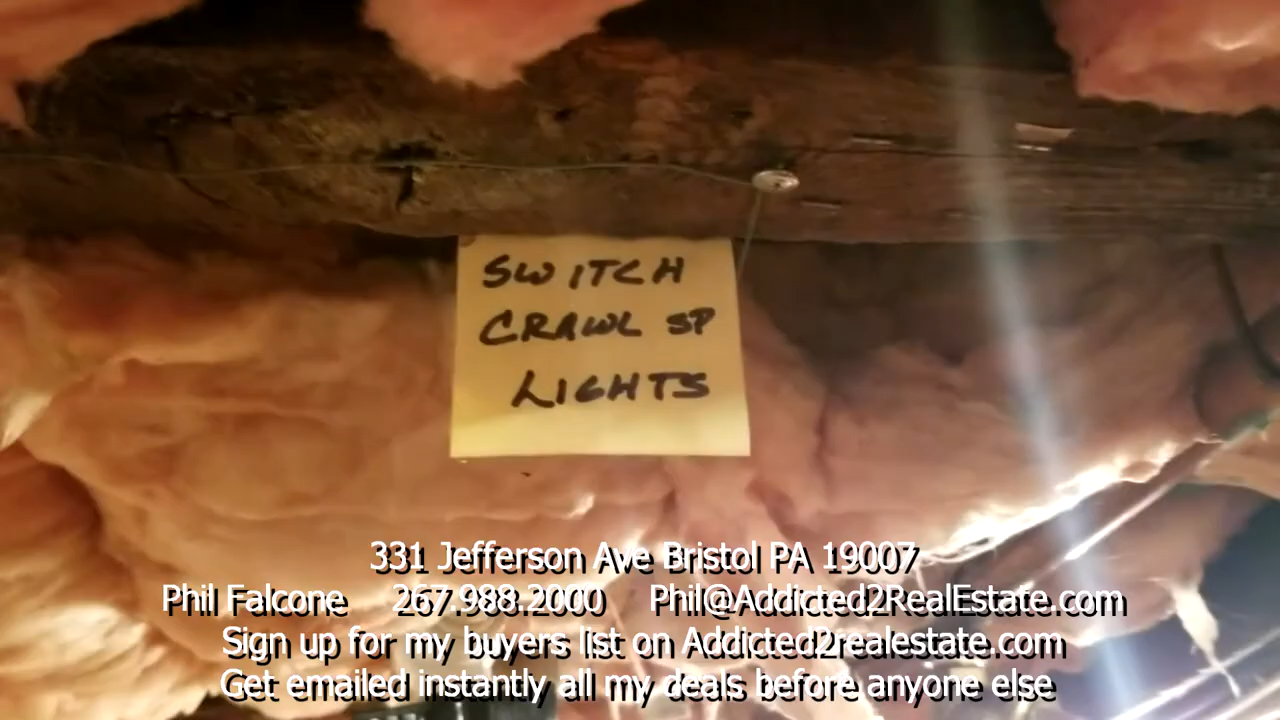 SWITCH
CRAWL SP
LIGHTS
331 Jefferson Ave Bristol PA 19007
Phil Falcone 267.988.2000 Phil@Addicted2RealEstate.com
Sign up for my buyers list on Addicted2realestate.com
Get emailed instantly all my deals before anyone else